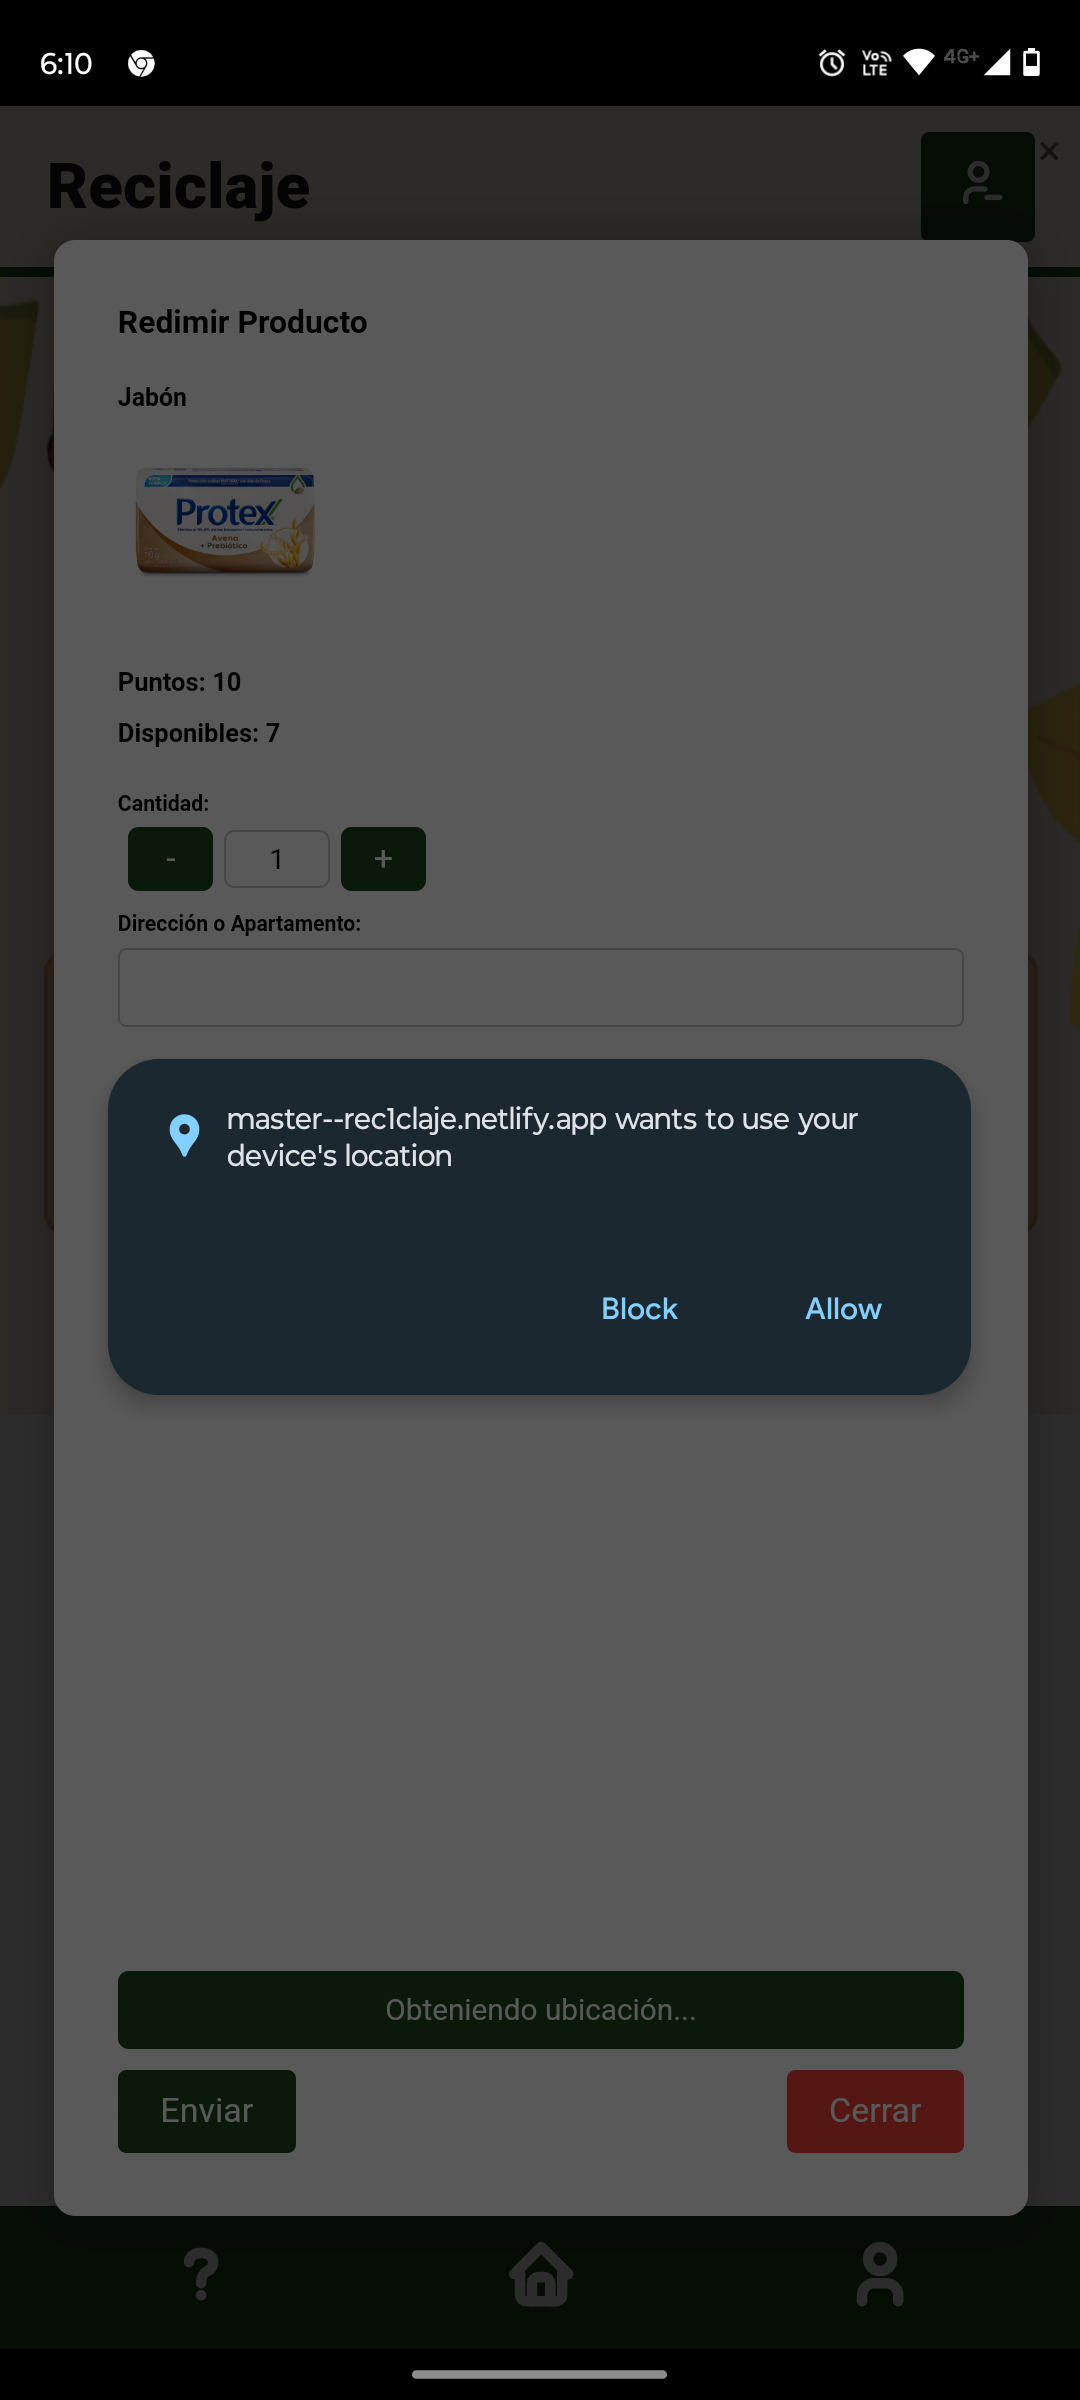 6:10
Vo LTE
4G+
Reciclaje
×
Redimir Producto
Jabón
Protex
Avena
+ Prebiótico
Puntos: 10
Disponibles: 7
Cantidad:
- 1 +
Dirección o Apartamento:
master--rec1claje.netlify.app wants to use your
device's location
Block Allow
Obteniendo ubicación...
Enviar Cerrar